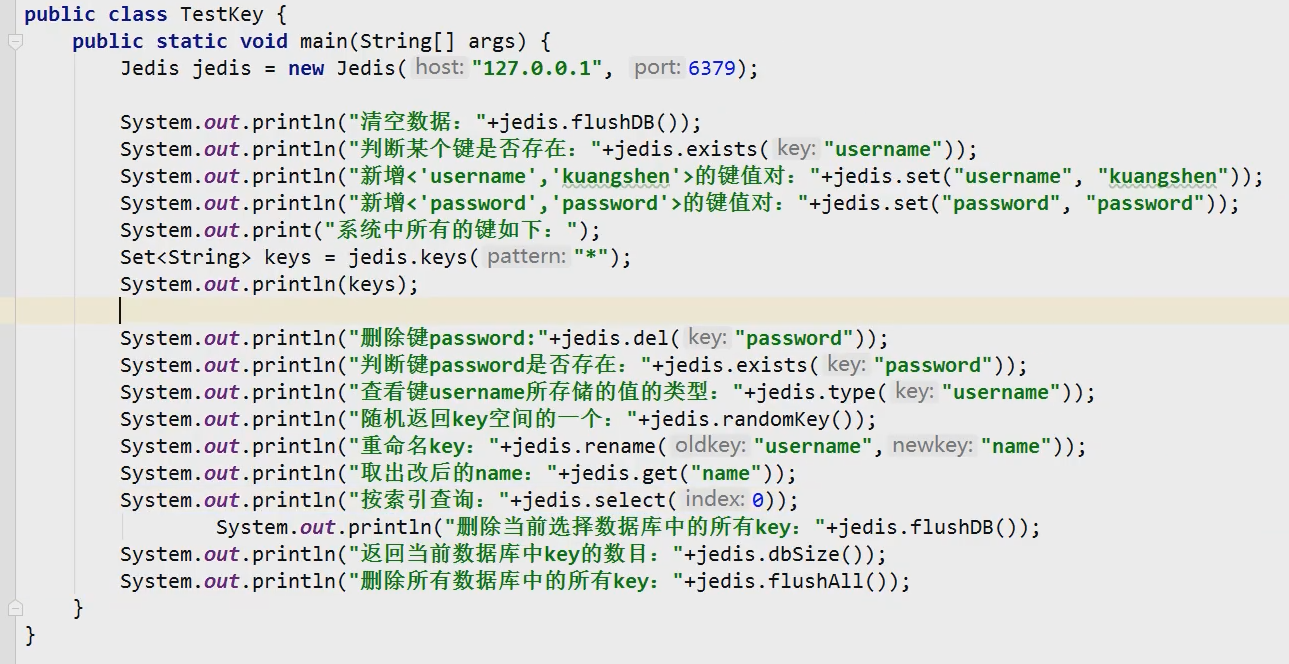 public class TestKey {
    public static void main(String[] args) {
        Jedis jedis = new Jedis( host: "127.0.0.1", port: 6379);
        System.out.println("清空数据："+jedis.flushDB());
        System.out.println("判断某个键是否存在："+jedis.exists( key: "username"));
        System.out.println("新增<'username','kuangshen'>的键值对："+jedis.set("username", "kuangshen"));
        System.out.println("新增<'password','password'>的键值对："+jedis.set("password", "password"));
        System.out.print("系统中所有的键如下：");
        Set<String> keys = jedis.keys( pattern: "*");
        System.out.println(keys);
        System.out.println("删除键password:"+jedis.del( key: "password"));
        System.out.println("判断键password是否存在："+jedis.exists( key: "password"));
        System.out.println("查看键username所存储的值的类型："+jedis.type( key: "username"));
        System.out.println("随机返回key空间的一个："+jedis.randomKey());
        System.out.println("重命名key："+jedis.rename( oldkey: "username", newkey: "name"));
        System.out.println("取出改后的name："+jedis.get("name"));
        System.out.println("按索引查询："+jedis.select( index: 0));
                System.out.println("删除当前选择数据库中的所有key："+jedis.flushDB());
        System.out.println("返回当前数据库中key的数目："+jedis.dbSize());
        System.out.println("删除所有数据库中的所有key："+jedis.flushAll());
    }
}